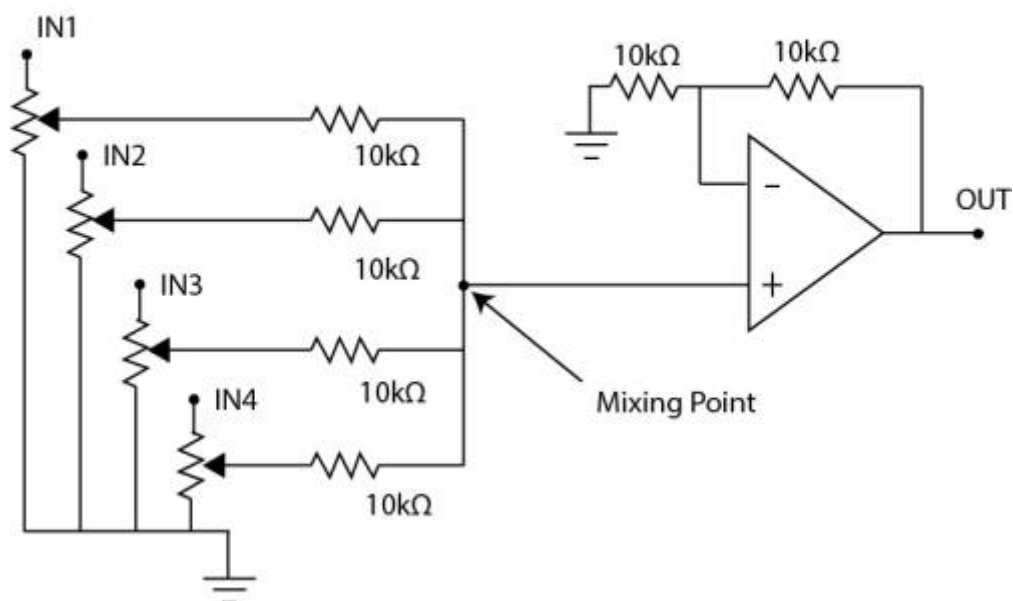 IN1
10kΩ
10kΩ
10kΩ
IN2
OUT
-
10kΩ
IN3
+
10kΩ
Mixing Point
IN4
10kΩ